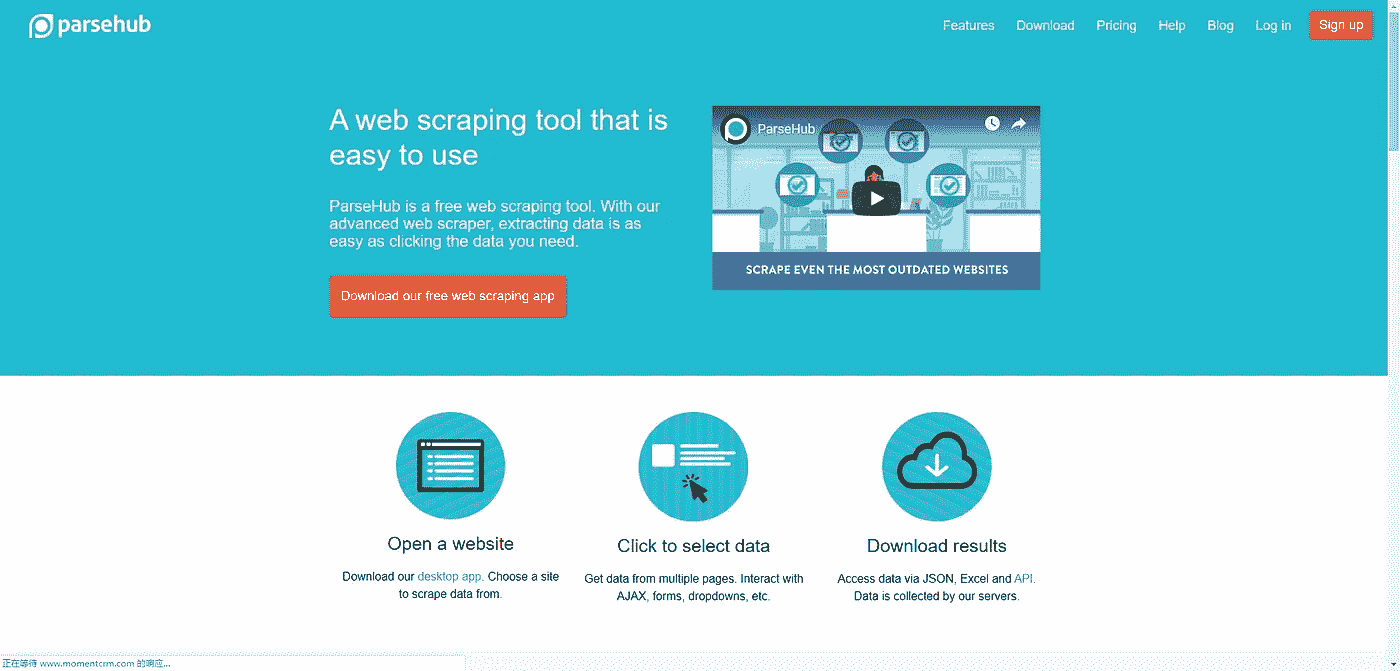 parsehub
Features Download Pricing Help Blog Log in Sign up
A web scraping tool that is
easy to use
ParseHub is a free web scraping tool. With our
advanced web scraper, extracting data is as
easy as clicking the data you need.
Download our free web scraping app
ParseHub
SCRAPE EVEN THE MOST OUTDATED WEBSITES
Open a website
Download our desktop app. Choose a site
to scrape data from.
Click to select data
Get data from multiple pages. Interact with
AJAX, forms, dropdowns, etc.
Download results
Access data via JSON, Excel and API.
Data is collected by our servers.
正在等待 www.momentcrm.com 的响应...